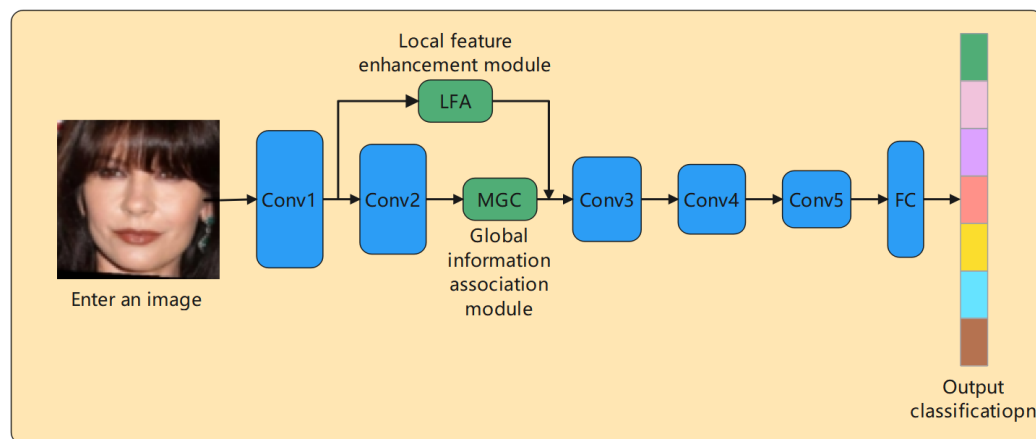 Local feature
enhancement module
LFA
Conv1
Conv2
MGC
Conv3
Conv4
Conv5
FC
Global
information
association
module
Enter an image
Output
classificatiopn